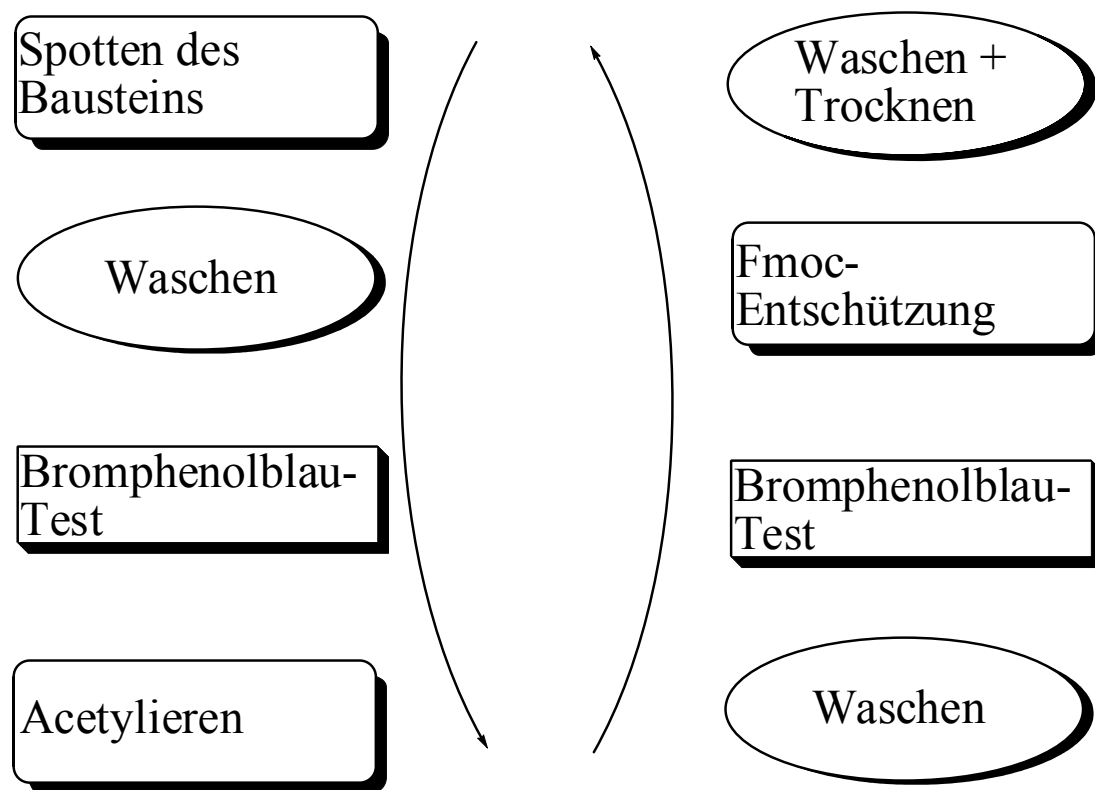 Spotten des
Bausteins
Waschen
Bromphenolblau-
Test
Acetylieren
Waschen +
Trocknen
Fmoc-
Entschützung
Bromphenolblau-
Test
Waschen